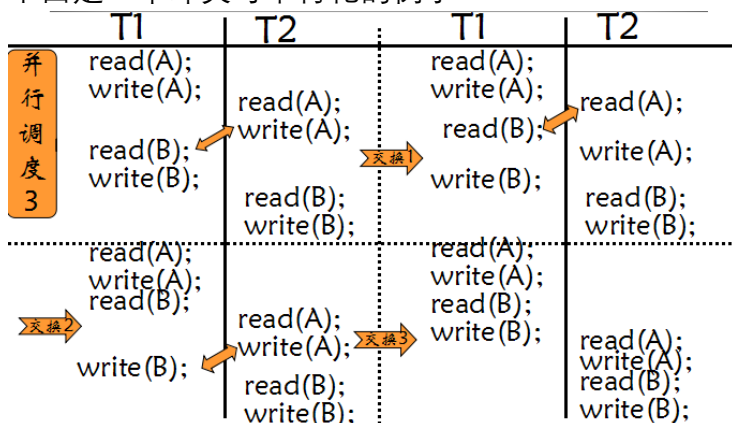 T1 T2 T1 T2
并行调度3
read(A);
write(A);
read(A);
write(A);
read(B);
write(B);
read(B);
write(B);
交换1
read(A);
write(A);
read(A);
read(B);
write(A);
write(B);
read(B);
write(B);
交换2
read(A);
write(A);
read(B);
read(A);
write(A);
write(B);
read(B);
write(B);
交换3
read(A);
write(A);
read(B);
write(B);
read(A);
write(A);
read(B);
write(B);